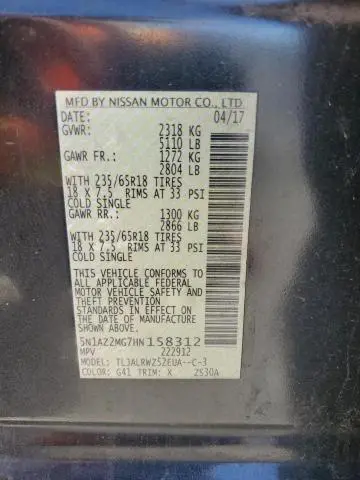 MFD BY NISSAN MOTOR CO., LTD
DATE: 04/17
GVWR: 2318 KG
5110 LB
GAWR FR.: 1272 KG
2804 LB
WITH 235/65R18 TIRES
18 X 7.5 RIMS AT 33 PSI
COLD SINGLE
GAWR RR.: 1300 KG
2866 LB
WITH 235/65R18 TIRES
18 X 7.5 RIMS AT 33 PSI
COLD SINGLE
THIS VEHICLE CONFORMS TO
ALL APPLICABLE FEDERAL
MOTOR VEHICLE SAFETY AND
THEFT PREVENTION
STANDARDS IN EFFECT ON
THE DATE OF MANUFACTURE
SHOWN ABOVE.
5N1AZ2MG7HN158312
MPV 222912
TLJALRWZ52EUA--C-3
COLOR: G41 TRIM: X ZS30A